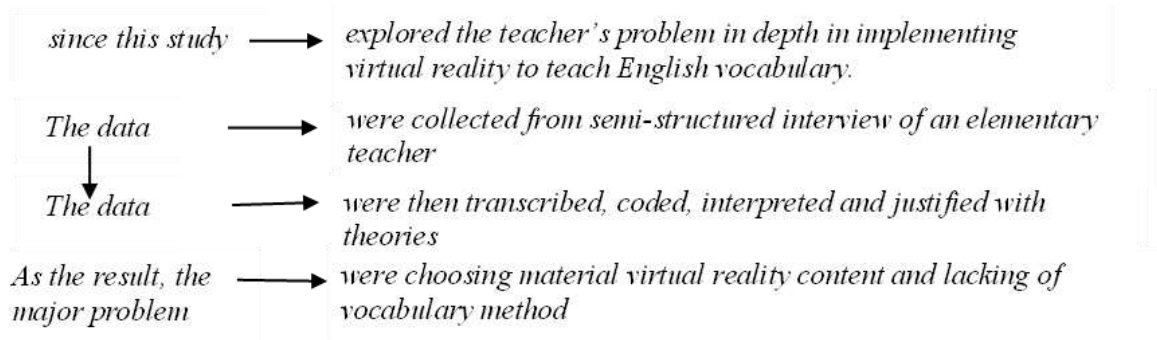 since this study explored the teacher's problem in depth in implementing
virtual reality to teach English vocabulary.
The data were collected from semi-structured interview of an elementary
teacher
The data were then transcribed, coded, interpreted and justified with
theories
As the result, the
major problem
were choosing material virtual reality content and lacking of
vocabulary method